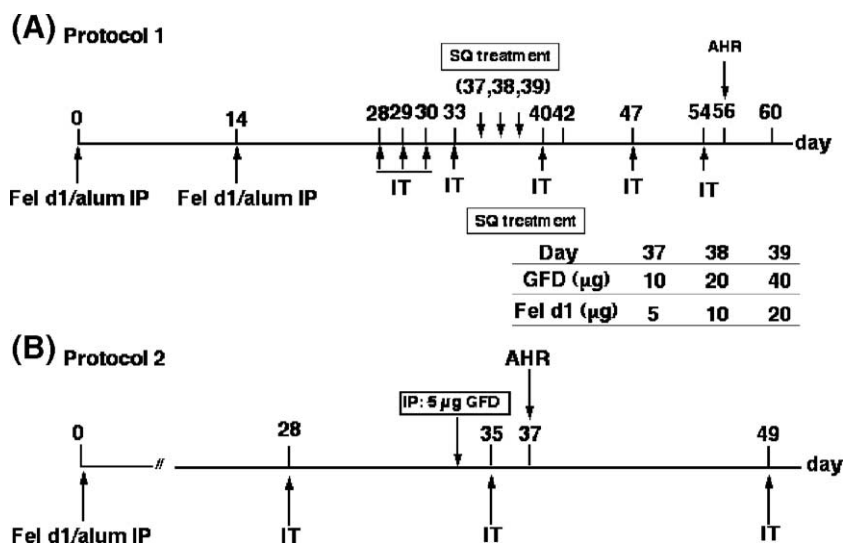 (A) Protocol 1
AHR
SQ treatment
(37,38,39)
0 14 28 29 30 33 40 42 47 54 56 60
day
Fel d1/alum IP Fel d1/alum IP IT IT IT IT IT
SQ treatment
Day 37 38 39
GFD (μg) 10 20 40
Fel d1 (μg) 5 10 20
(B) Protocol 2
AHR
IP: 5 μg GFD
0 // 28 35 37 49
day
Fel d1/alum IP IT IT IT